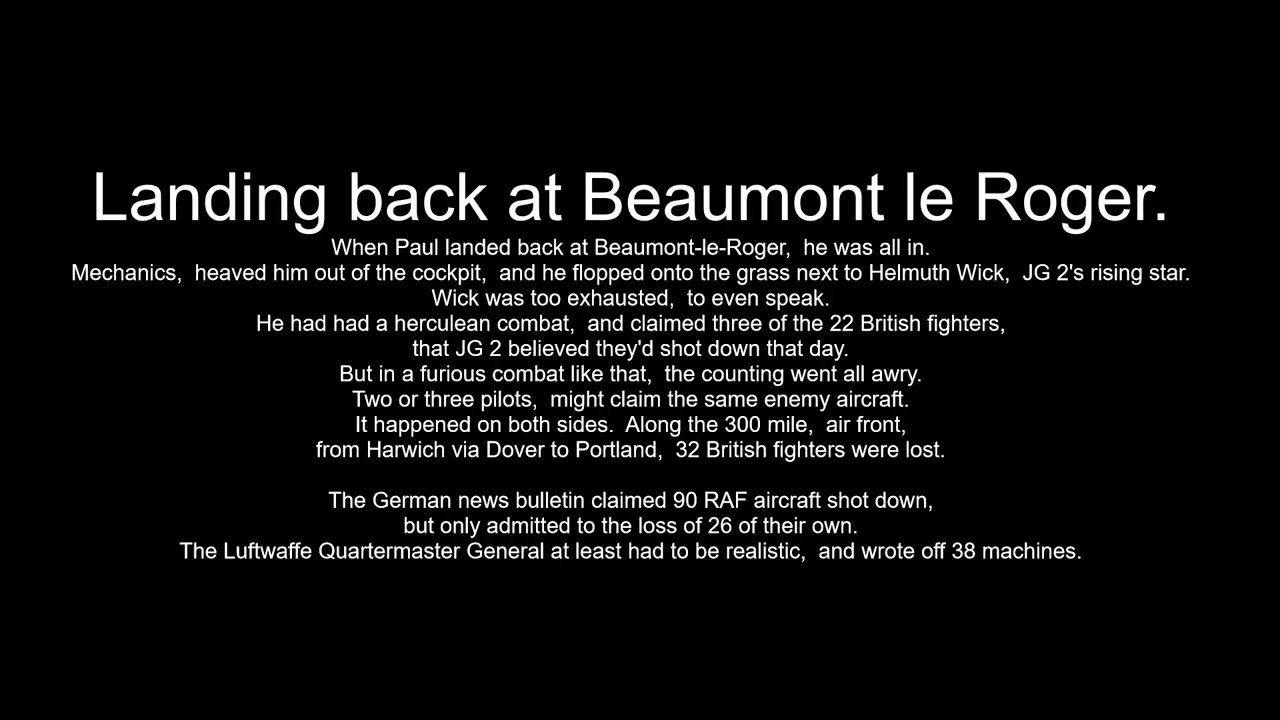 Landing back at Beaumont le Roger.
When Paul landed back at Beaumont-le-Roger,  he was all in.
Mechanics,  heaved him out of the cockpit,  and he flopped onto the grass next to Helmuth Wick,  JG 2's rising star.
Wick was too exhausted,  to even speak.
He had had a herculean combat,  and claimed three of the 22 British fighters,
that JG 2 believed they'd shot down that day.
But in a furious combat like that,  the counting went all awry.
Two or three pilots,  might claim the same enemy aircraft.
It happened on both sides.  Along the 300 mile,  air front,
from Harwich via Dover to Portland,  32 British fighters were lost.
The German news bulletin claimed 90 RAF aircraft shot down,
but only admitted to the loss of 26 of their own.
The Luftwaffe Quartermaster General at least had to be realistic,  and wrote off 38 machines.